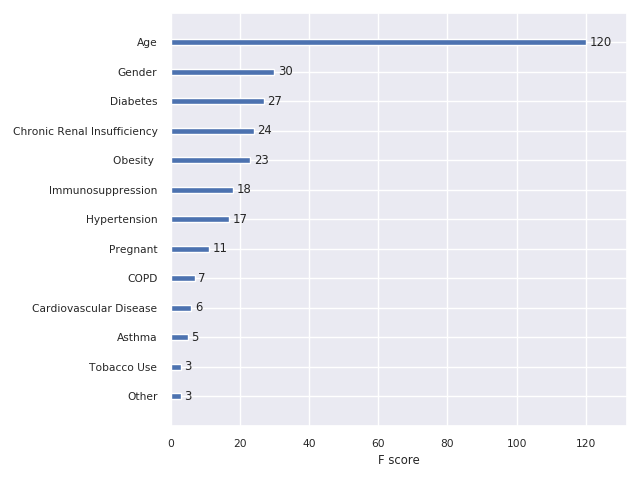 Age 120
Gender 30
Diabetes 27
Chronic Renal Insufficiency 24
Obesity 23
Immunosuppression 18
Hypertension 17
Pregnant 11
COPD 7
Cardiovascular Disease 6
Asthma 5
Tobacco Use 3
Other 3
0 20 40 60 80 100 120
F score